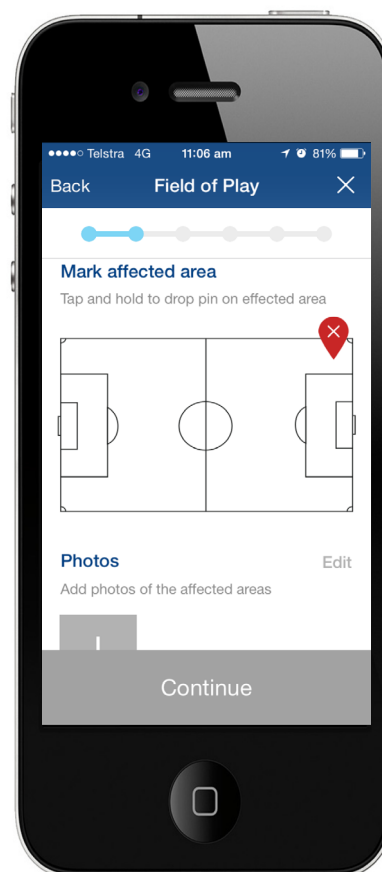 Telstra 4G 11:06 am 81%
Back Field of Play
Mark affected area
Tap and hold to drop pin on effected area
Photos Edit
Add photos of the affected areas
Continue